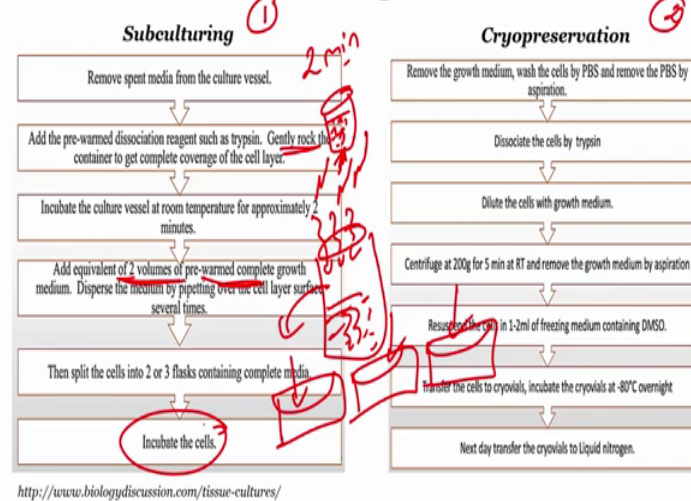 Subculturing
1
2 min
Remove spent media from the culture vessel.
Add the pre-warmed dissociation reagent such as trypsin. Gently rock the
container to get complete coverage of the cell layer.
Incubate the culture vessel at room temperature for approximately 2
minutes.
Add equivalent of 2 volumes of pre-warmed complete growth
medium. Disperse the medium by pipetting over the cell layer surface
several times.
Then split the cells into 2 or 3 flasks containing complete media.
Incubate the cells.
Cryopreservation
2
Remove the growth medium, wash the cells by PBS and remove the PBS by
aspiration.
Dissociate the cells by trypsin
Dilute the cells with growth medium.
Centrifuge at 200g for 5 min at RT and remove the growth medium by aspiration
Resuspend the cells in 1-2ml of freezing medium containing DMSO.
Transfer the cells to cryovials, incubate the cryovials at -80°C overnight
Next day transfer the cryovials to Liquid nitrogen.
http://www.biologydiscussion.com/tissue-cultures/